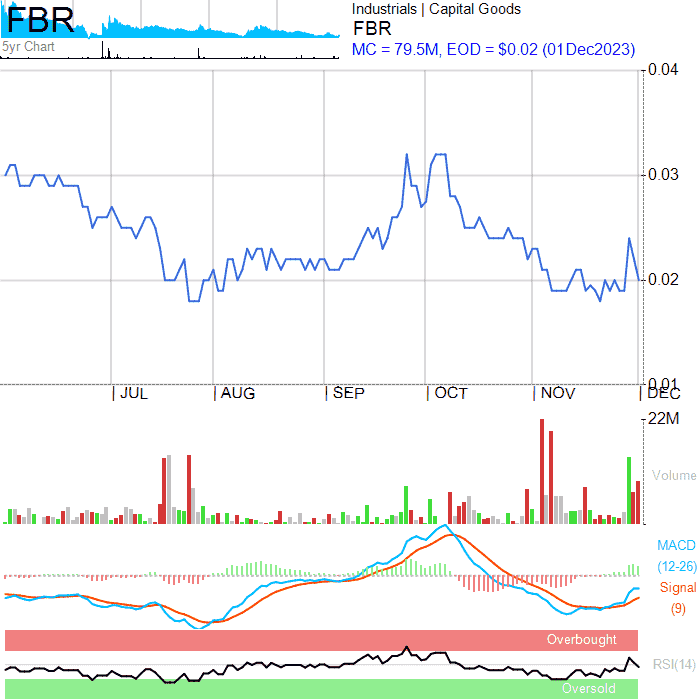 FBR
5yr Chart
Industrials | Capital Goods
FBR
MC = 79.5M, EOD = $0.02 (01Dec2023)
0.04
0.03
0.02
0.01
| JUL | AUG | SEP | OCT | NOV | DEC
22M
Volume
MACD
(12-26)
Signal
(9)
Overbought
RSI(14)
Oversold